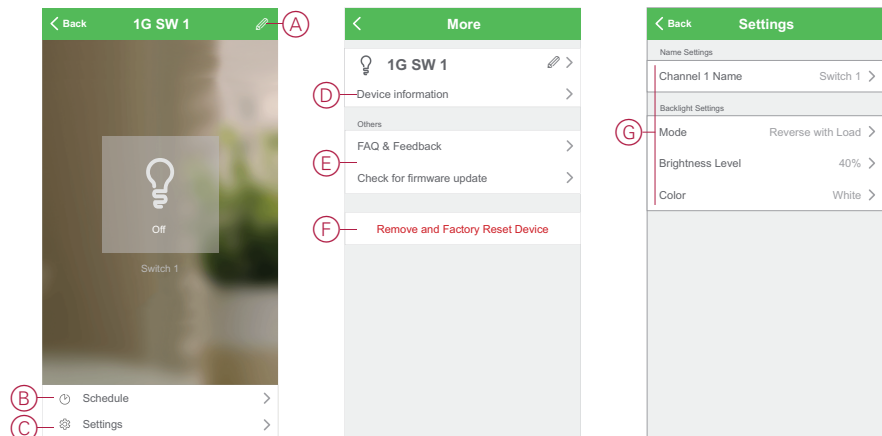 Back 1G SW 1
A
Off
Switch 1
B Schedule
C Settings
More
1G SW 1
D Device information
Others
E
FAQ & Feedback
Check for firmware update
F Remove and Factory Reset Device
Back Settings
Name Settings
Channel 1 Name Switch 1
Backlight Settings
G Mode Reverse with Load
Brightness Level 40%
Color White